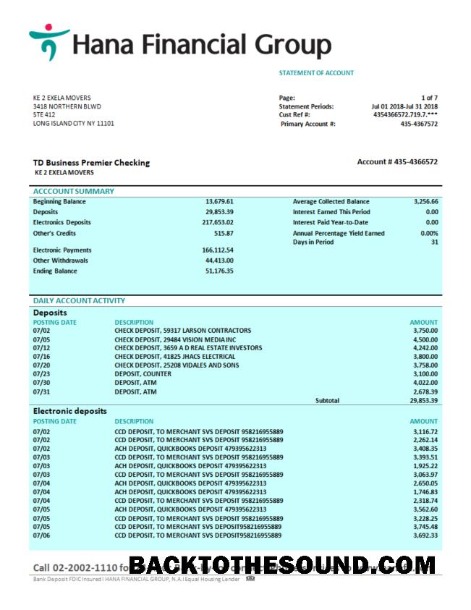 Hana Financial Group
STATEMENT OF ACCOUNT
KE 2 EXELA MOVERS
3418 NORTHERN BLWD
STE 412
LONG ISLAND CITY NY 11101
Page: 1 of 7
Statement Periods: Jul 01 2018-Jul 31 2018
Cust Ref #: 4354366572.719.7,***
Primary Account #: 435-4367572
TD Business Premier Checking
KE 2 EXELA MOVERS
Account # 435-4366572
ACCCOUNT SUMMARY
Beginning Balance 13,679.61 Average Collected Balance 3,256.66
Deposits 29,853.39 Interest Earned This Period 0.00
Electronics Deposits 217,653.02 Interest Paid Year-to-Date 0.00
Other's Credits 515.87 Annual Percentage Yield Earned 0.00%
Days in Period 31
Electronic Payments 166,112.54
Other Withdrawals 44,413.00
Ending Balance 51,176.35
DAILY ACCOUNT ACTIVITY
Deposits
POSTING DATE DESCRIPTION AMOUNT
07/02 CHECK DEPOSIT, 59317 LARSON CONTRACTORS 3,750.00
07/05 CHECK DEPOSIT, 29484 VISION MEDIA INC 4,500.00
07/12 CHECK DEPOSIT, 3659 A D REAL ESTATE INVESTORS 4,242.00
07/16 CHECK DEPOSIT, 41825 JHACS ELECTRICAL 3,800.00
07/20 CHECK DEPOSIT, 25208 VIDALES AND SONS 3,758.00
07/23 DEPOSIT, COUNTER 3,100.00
07/30 DEPOSIT, ATM 4,022.00
07/31 DEPOSIT, ATM 2,678.39
Subtotal 29,853.39
Electronic deposits
POSTING DATE DESCRIPTION AMOUNT
07/02 CCD DEPOSIT, TO MERCHANT SVS DEPOSIT 958216955889 3,116.72
07/02 CCD DEPOSIT, TO MERCHANT SVS DEPOSIT 958216955889 2,262.14
07/02 ACH DEPOSIT, QUICKBOOKS DEPOSIT 479395622313 3,408.35
07/03 CCD DEPOSIT, TO MERCHANT SVS DEPOSIT 958216955889 3,393.51
07/03 ACH DEPOSIT, QUICKBOOKS DEPOSIT 479395622313 1,925.22
07/03 CCD DEPOSIT, TO MERCHANT SVS DEPOSIT 958216955889 3,063.97
07/04 ACH DEPOSIT, QUICKBOOKS DEPOSIT 479395622313 2,650.05
07/04 ACH DEPOSIT, QUICKBOOKS DEPOSIT 479395622313 1,746.83
07/04 CCD DEPOSIT, TO MERCHANT SVS DEPOSIT 958216955889 2,318.74
07/05 ACH DEPOSIT, QUICKBOOKS DEPOSIT 479395622313 3,562.60
07/05 CCD DEPOSIT, TO MERCHANT SVS DEPOSIT 958216955889 3,228.25
07/05 CCD DEPOSIT, TO MERCHANT SVS DEPOSIT958216955889 3,745.48
07/06 CCD DEPOSIT, TO MERCHANT SVS DEPOSIT958216955889 3,692.33
Call 02-2002-1110 for
BACKTOTHESOUND.COM
Bank Deposit FDIC insured I HANA FINANCIAL GROUP, N.A.IEqual Housing Lender